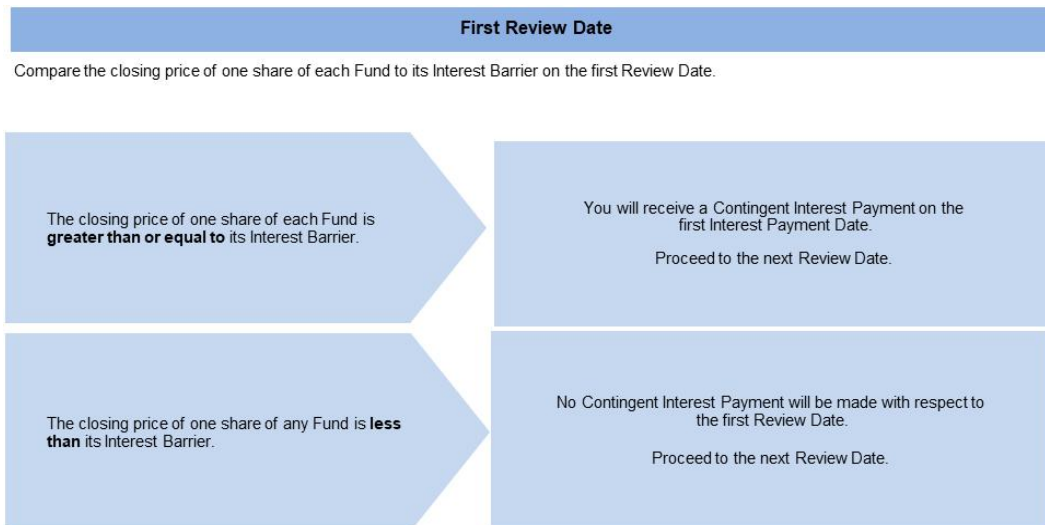 First Review Date
Compare the closing price of one share of each Fund to its Interest Barrier on the first Review Date.
The closing price of one share of each Fund is
greater than or equal to its Interest Barrier.
You will receive a Contingent Interest Payment on the
first Interest Payment Date.
Proceed to the next Review Date.
The closing price of one share of any Fund is less
than its Interest Barrier.
No Contingent Interest Payment will be made with respect to
the first Review Date.
Proceed to the next Review Date.